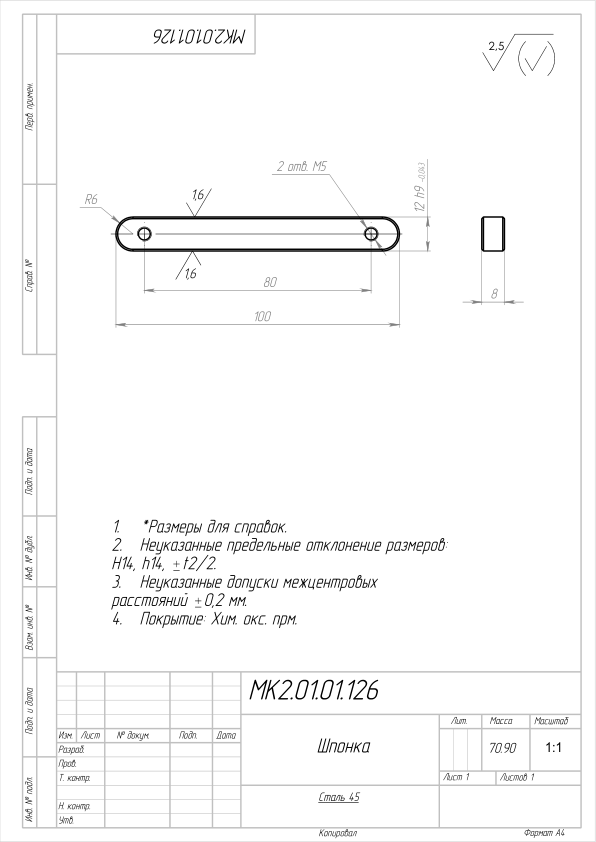 МК2.01.01.126
2,5
Перв. примен.
Справ. №
Подп. и дата
Инв. № дубл.
Взам. инв. №
Подп. и дата
Инв. № подл.
2 отв. М5
R6
1,6
12 h9 -0,043
1,6
80
100
8
1. *Размеры для справок.
2. Неуказанные предельные отклонение размеров:
Н14, h14, ±t2/2.
3. Неуказанные допуски межцентровых
расстояний ±0,2 мм.
4. Покрытие: Хим. окс. прм.
МК2.01.01.126
Изм. Лист № докум. Подп. Дата
Разраб.
Пров.
Т. контр.
Н. контр.
Утв.
Шпонка
Сталь 45
Лит. Масса Масштаб
70.90 1:1
Лист 1 Листов 1
Копировал Формат А4